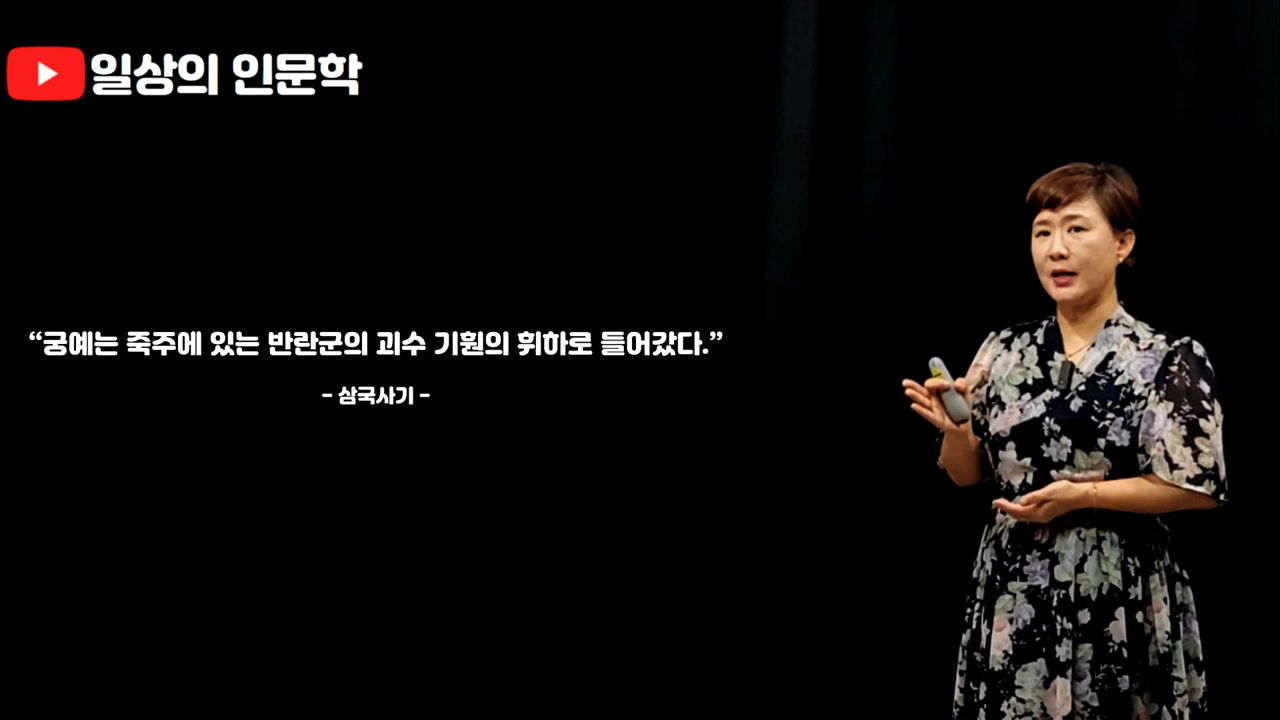 일상의 인문학
“궁예는 죽주에 있는 반란군의 괴수 기훤의 휘하로 들어갔다.”
- 삼국사기 -